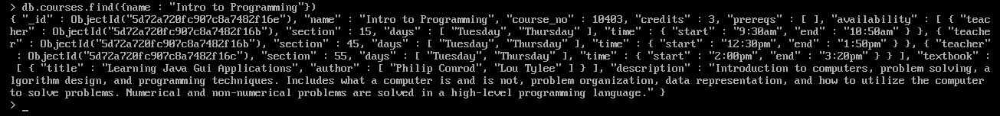 > db.courses.find({name : "Intro to Programming"})
{ "_id" : ObjectId("5d72a720fc907c8a7482f16e"), "name" : "Intro to Programming", "course_no" : 10403, "credits" : 3, "prereqs" : [ ], "availability" : [ { "teac
her" : ObjectId("5d72a720fc907c8a7482f16b"), "section" : 15, "days" : [ "Tuesday", "Thursday" ], "time" : { "start" : "9:30am", "end" : "10:50am" } }, { "teache
r" : ObjectId("5d72a720fc907c8a7482f16b"), "section" : 45, "days" : [ "Tuesday", "Thursday" ], "time" : { "start" : "12:30pm", "end" : "1:50pm" } }, { "teacher"
 : ObjectId("5d72a720fc907c8a7482f16c"), "section" : 55, "days" : [ "Tuesday", "Thursday" ], "time" : { "start" : "2:00pm", "end" : "3:20pm" } } ], "textbook" :
 [ { "title" : "Learning Java Gui Applications", "author" : [ "Philip Conrod", "Lou Tylee" ] } ], "description" : "Introduction to computers, problem solving, a
lgorithm design, and programming techniques. Includes what a computer is and is not, problem organization, data representation, and how to utilize the computer
to solve problems. Numerical and non-numerical problems are solved in a high-level programming language." }
> _